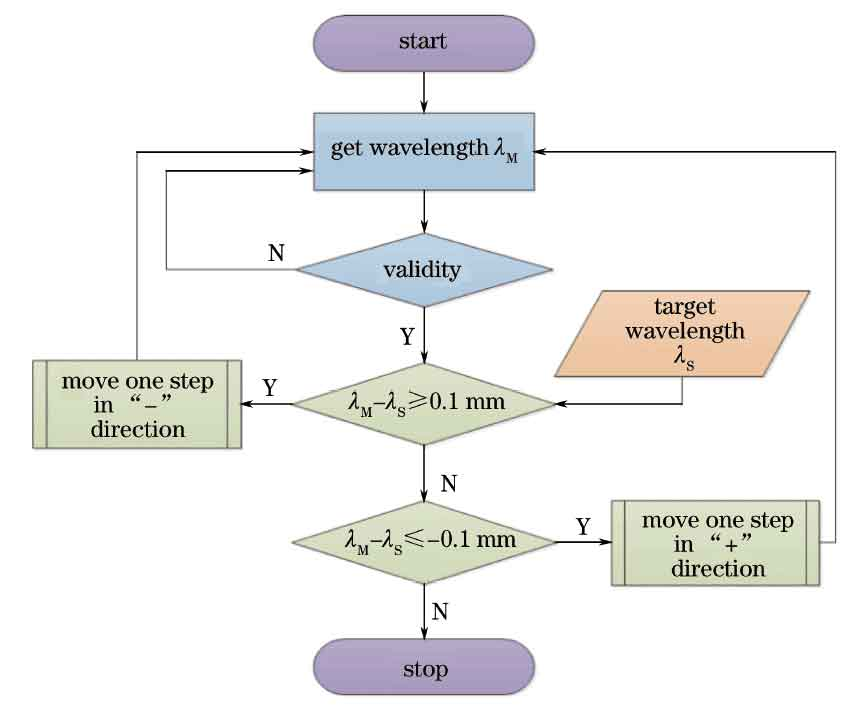 start
get wavelength λM
N
validity
Y
target
wavelength
λS
move one step
in “−”
direction
Y
λM−λS⩾0.1 mm
N
λM−λS⩽−0.1 mm
Y
move one step
in “+”
direction
N
stop